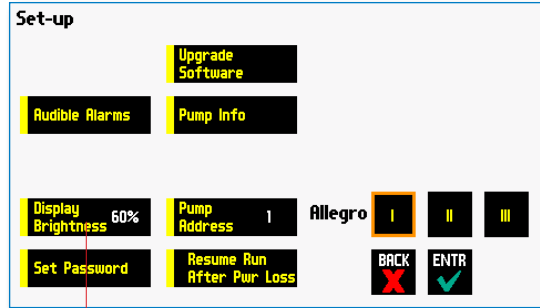 Set-up
Upgrade
Software
Audible Alarms
Pump Info
Display
Brightness 60%
Pump
Address 1
Allegro I II III
Set Password
Resume Run
After Pwr Loss
BACK
ENTR